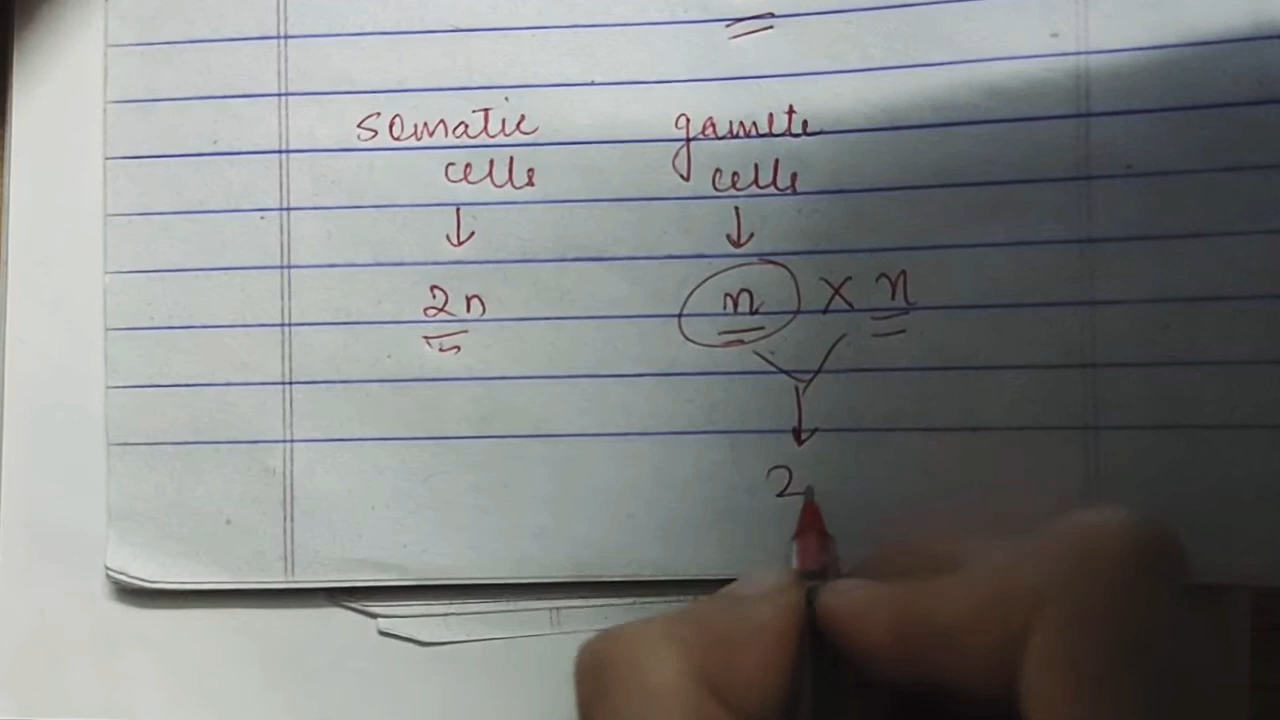 somatic gamete
cells cells
↓ ↓
2n n × n
↓
2